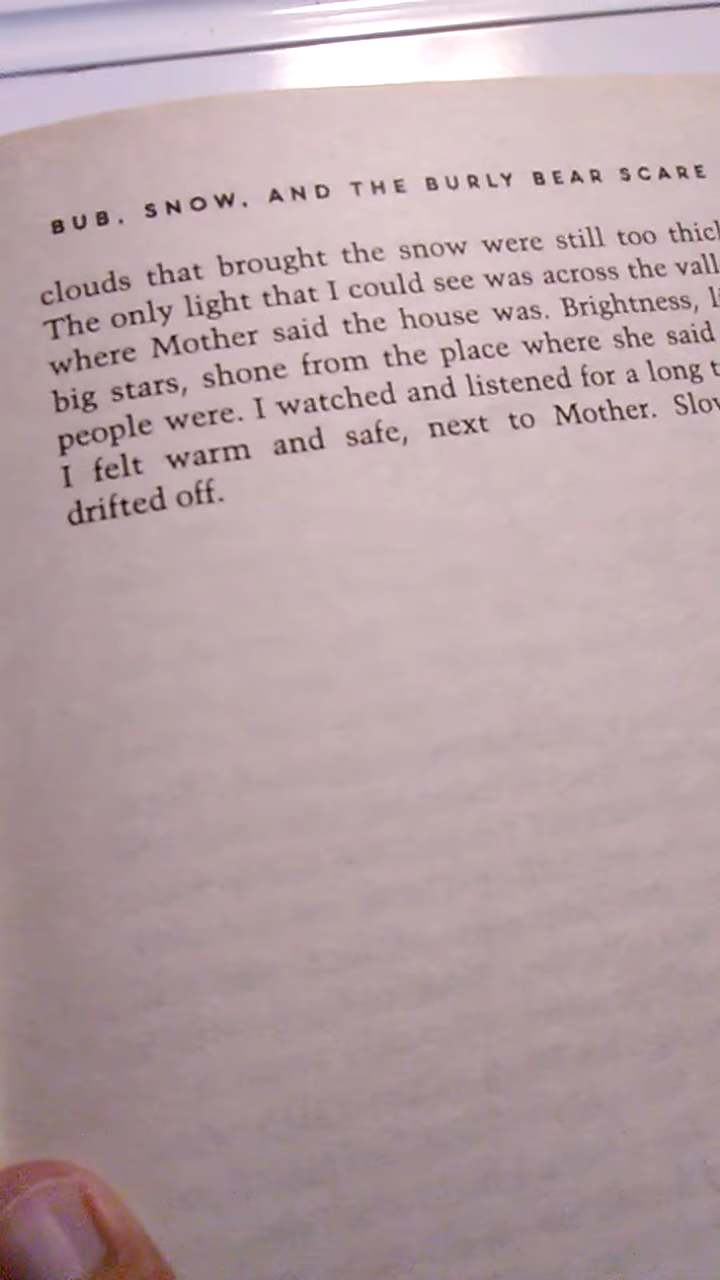 BUB, SNOW, AND THE BURLY BEAR SCARE
clouds that brought the snow were still too
The only light that I could see was across the
where Mother said the house was. Brightness,
big stars, shone from the place where she said
people were. I watched and listened for a long
I felt warm and safe, next to Mother.
drifted off.